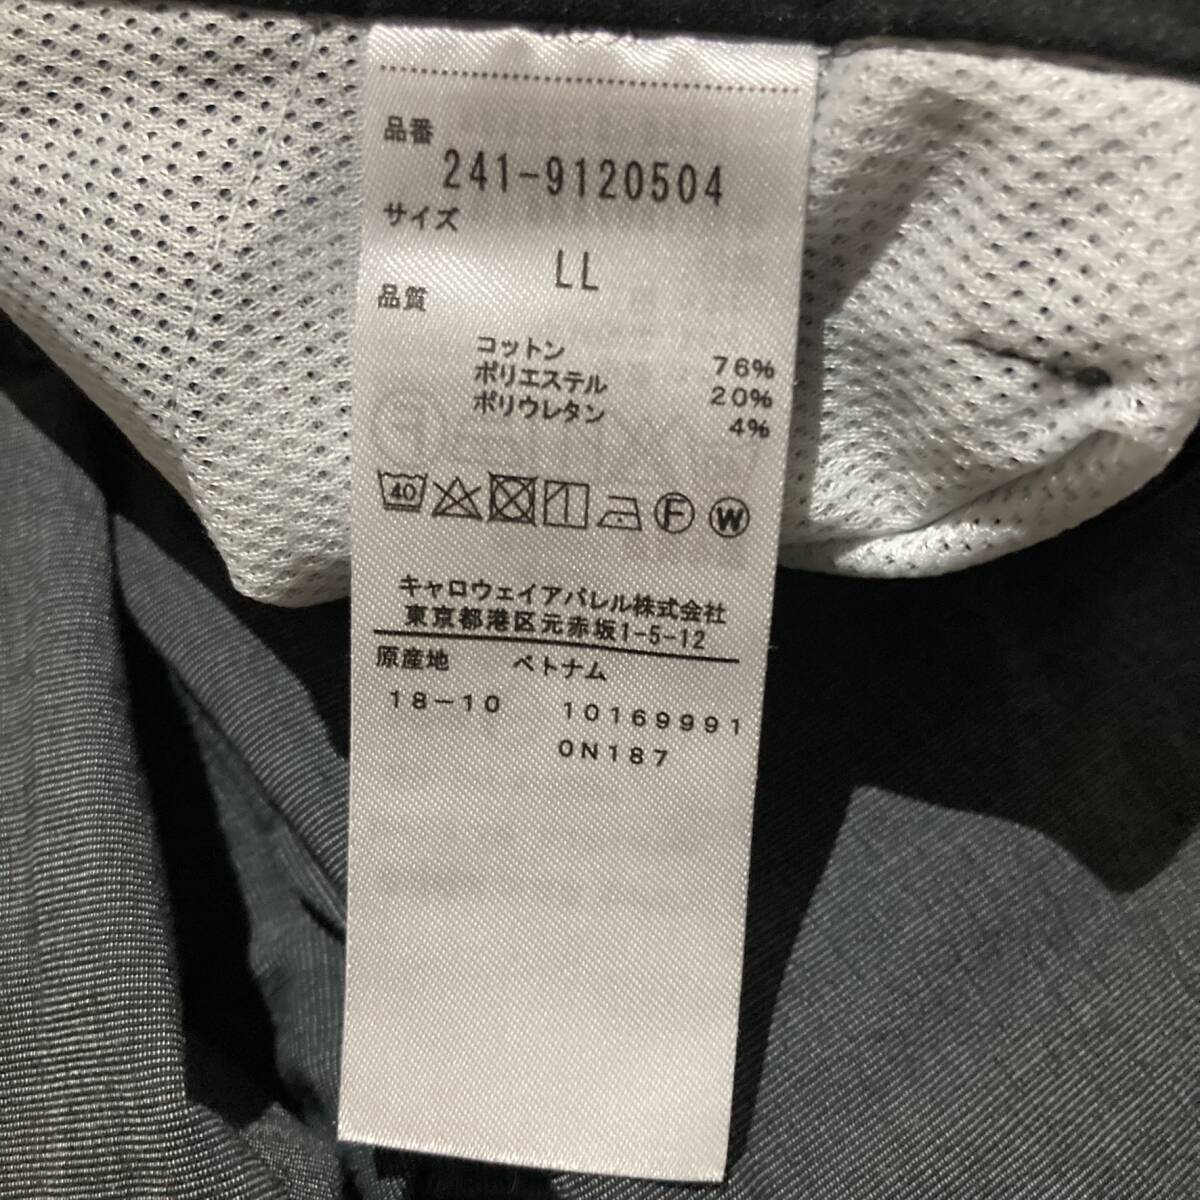 品番
241-9120504
サイズ
LL
品質
コットン 76%
ポリエステル 20%
ポリウレタン 4%
40 F W
キャロウェイアパレル株式会社
東京都港区元赤坂1-5-12
原産地 ベトナム
18-10 10169991
0N187